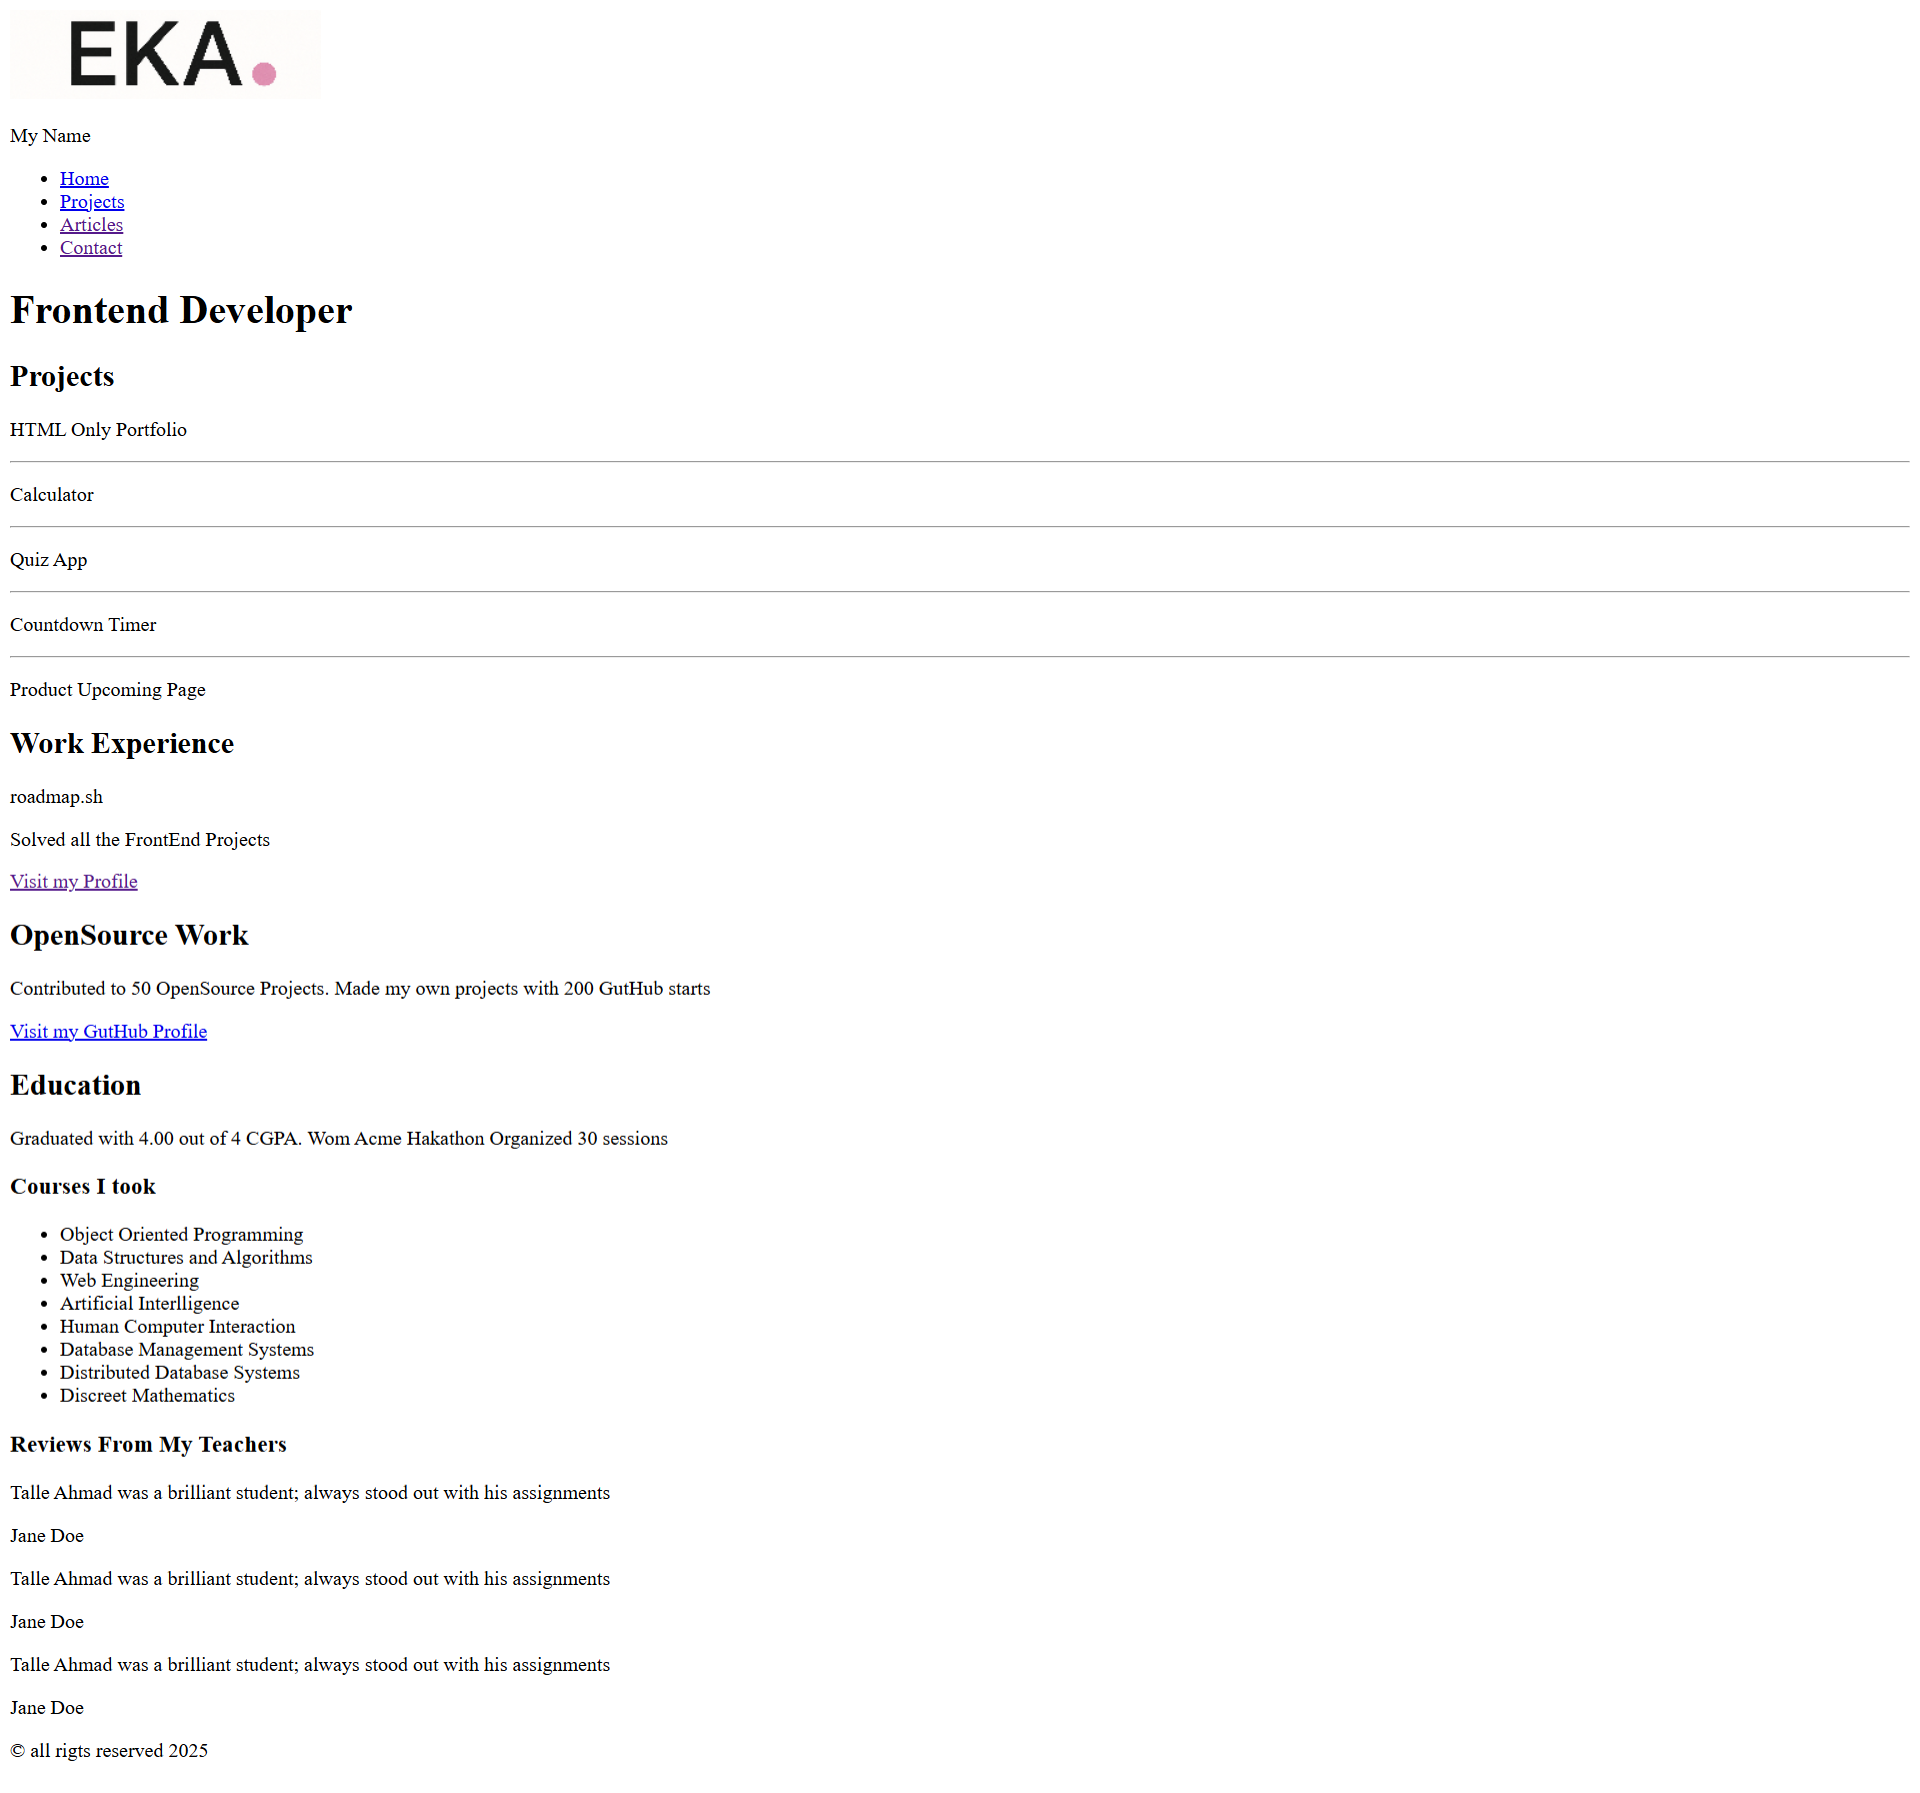 EKA.
My Name
Home
Projects
Articles
Contact
Frontend Developer
Projects
HTML Only Portfolio
Calculator
Quiz App
Countdown Timer
Product Upcoming Page
Work Experience
roadmap.sh
Solved all the FrontEnd Projects
Visit my Profile
OpenSource Work
Contributed to 50 OpenSource Projects. Made my own projects with 200 GutHub starts
Visit my GutHub Profile
Education
Graduated with 4.00 out of 4 CGPA. Wom Acme Hakathon Organized 30 sessions
Courses I took
Object Oriented Programming
Data Structures and Algorithms
Web Engineering
Artificial Interlligence
Human Computer Interaction
Database Management Systems
Distributed Database Systems
Discreet Mathematics
Reviews From My Teachers
Talle Ahmad was a brilliant student; always stood out with his assignments
Jane Doe
Talle Ahmad was a brilliant student; always stood out with his assignments
Jane Doe
Talle Ahmad was a brilliant student; always stood out with his assignments
Jane Doe
© all rigts reserved 2025